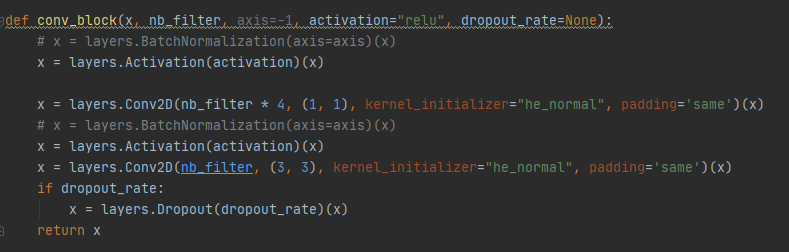 def conv_block(x, nb_filter, axis=-1, activation="relu", dropout_rate=None):
    # x = layers.BatchNormalization(axis=axis)(x)
    x = layers.Activation(activation)(x)
    x = layers.Conv2D(nb_filter * 4, (1, 1), kernel_initializer="he_normal", padding='same')(x)
    # x = layers.BatchNormalization(axis=axis)(x)
    x = layers.Activation(activation)(x)
    x = layers.Conv2D(nb_filter, (3, 3), kernel_initializer="he_normal", padding='same')(x)
    if dropout_rate:
        x = layers.Dropout(dropout_rate)(x)
    return x